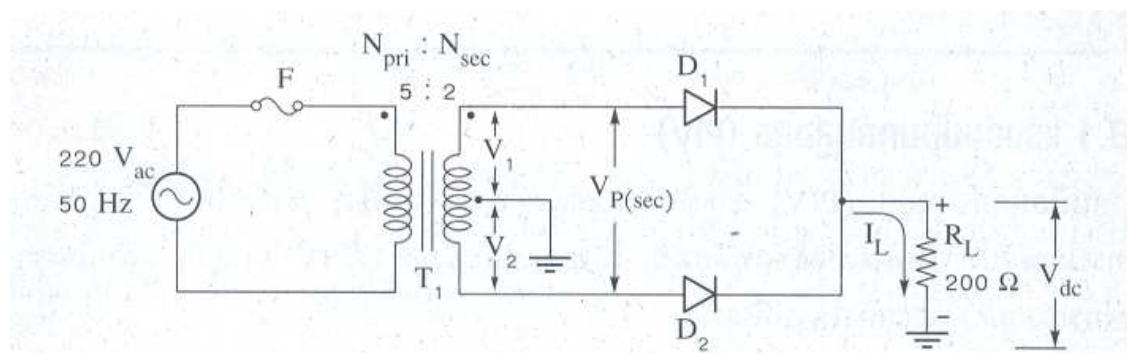 N_pri : N_sec
5 : 2
F
D_1
220 V_ac
50 Hz
V_1
V_2
V_P(sec)
T_1
I_L
+
R_L
200 Ω
-
V_dc
D_2